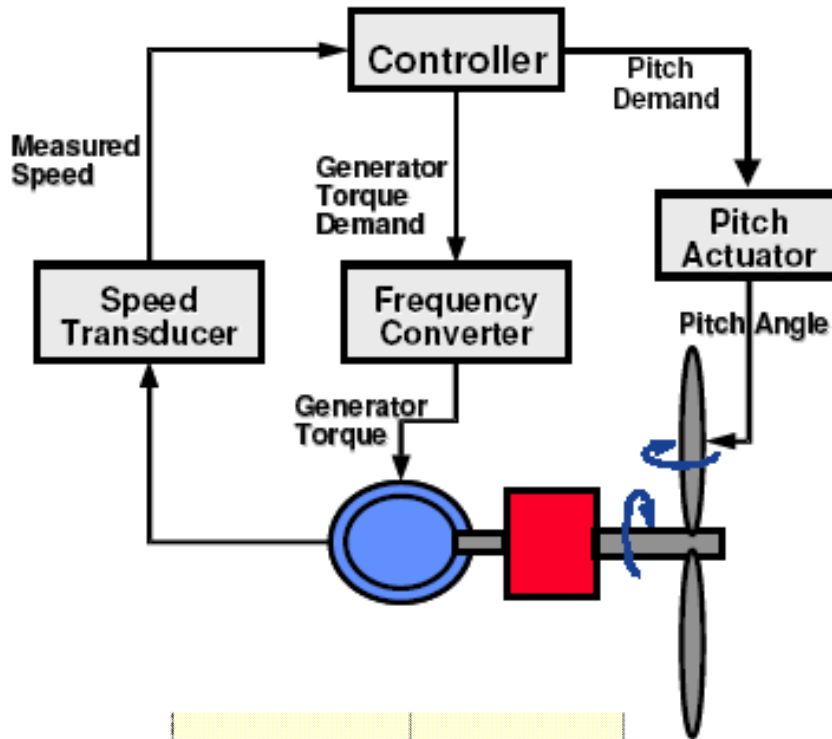 Controller
Pitch
Demand
Measured
Speed
Generator
Torque
Demand
Pitch
Actuator
Speed
Transducer
Frequency
Converter
Pitch Angle
Generator
Torque